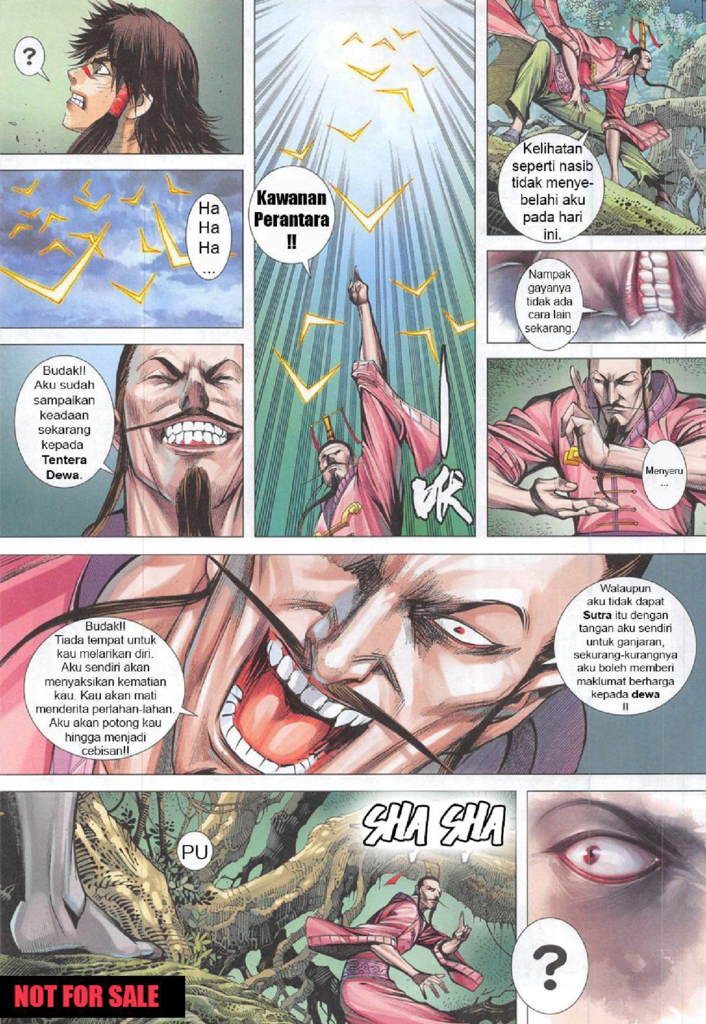 Kelihatan
seperti nasib
tidak menye-
belahi aku
pada hari
ini.
Nampak
gayanya
tidak ada
cara lain
sekarang.
Menyeru
...
Kawanan
Perantara
!!
?
Ha
Ha
Ha
...
Budak!!
Aku sudah
sampaikan
keadaan
sekarang
kepada
Tentera
Dewa.
Walaupun
aku tidak dapat
Sutra itu dengan
tangan aku sendiri
untuk ganjaran,
sekurang-kurangnya
aku boleh memberi
maklumat berharga
kepada dewa
!!
Budak!!
Tiada tempat untuk
kau melarikan diri.
Aku sendiri akan
menyaksikan kematian
kau. Kau akan mati
menderita perlahan-lahan.
Aku akan potong kau
hingga menjadi
cebisan!!
?
SHA SHA
PU
NOT FOR SALE